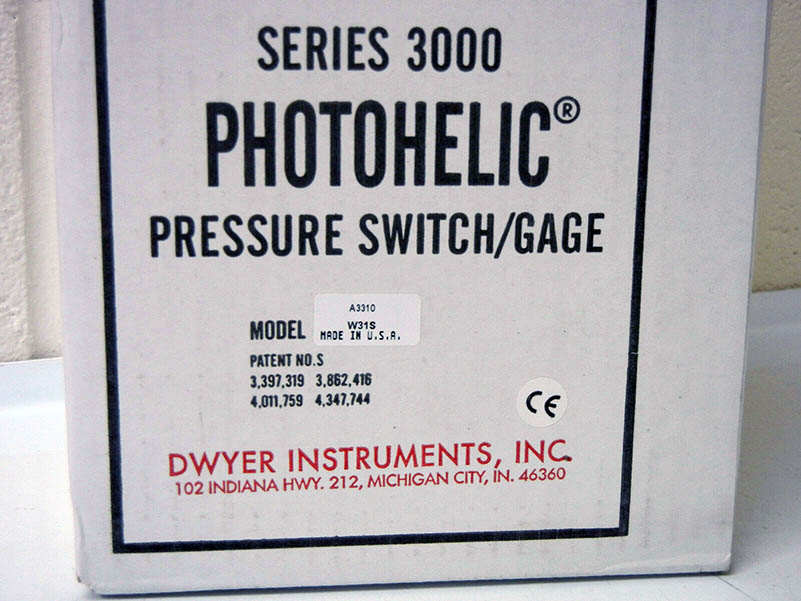 SERIES 3000
PHOTOHELIC®
PRESSURE SWITCH/GAGE
A3310
MODEL W31S
MADE IN U.S.A.
PATENT NO.S
3,397,319 3,862,416
4,011,759 4,347,744
CE
DWYER INSTRUMENTS, INC.
102 INDIANA HWY. 212, MICHIGAN CITY, IN. 46360